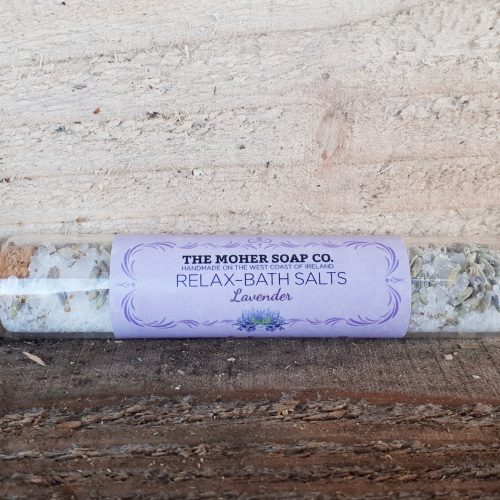 THE MOHER SOAP CO.
HANDMADE ON THE WEST COAST OF IRELAND
RELAX-BATH SALTS
Lavender